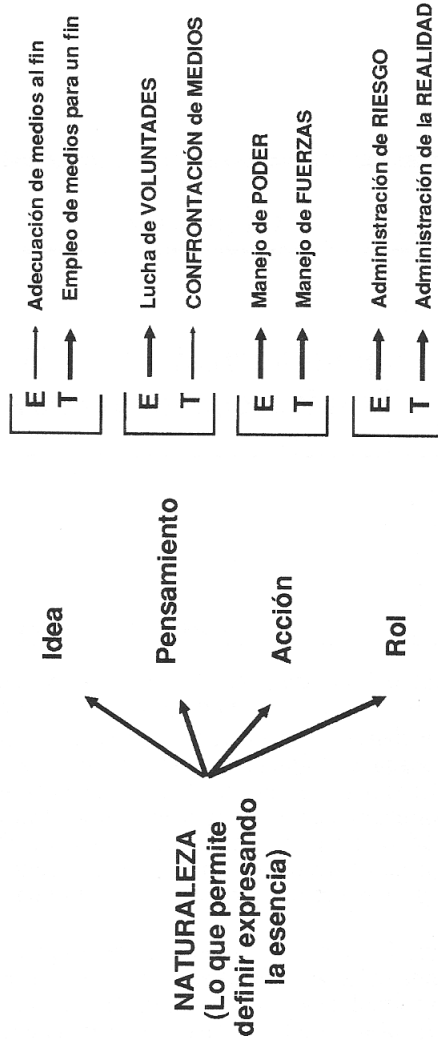 NATURALEZA
(Lo que permite
definir expresando
la esencia)
Idea
E Adecuación de medios al fin
T Empleo de medios para un fin
Pensamiento
E Lucha de VOLUNTADES
T CONFRONTACIÓN de MEDIOS
Acción
E Manejo de PODER
T Manejo de FUERZAS
Rol
E Administración de RIESGO
T Administración de la REALIDAD